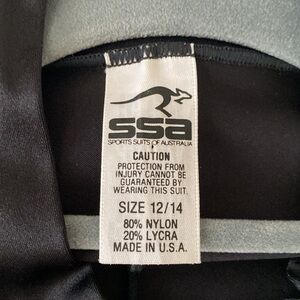 ssa
SPORTS SUITS OF AUSTRALIA
CAUTION
PROTECTION FROM
INJURY CANNOT BE
GUARANTEED BY
WEARING THIS SUIT.
SIZE 12/14
80% NYLON
20% LYCRA
MADE IN U.S.A.